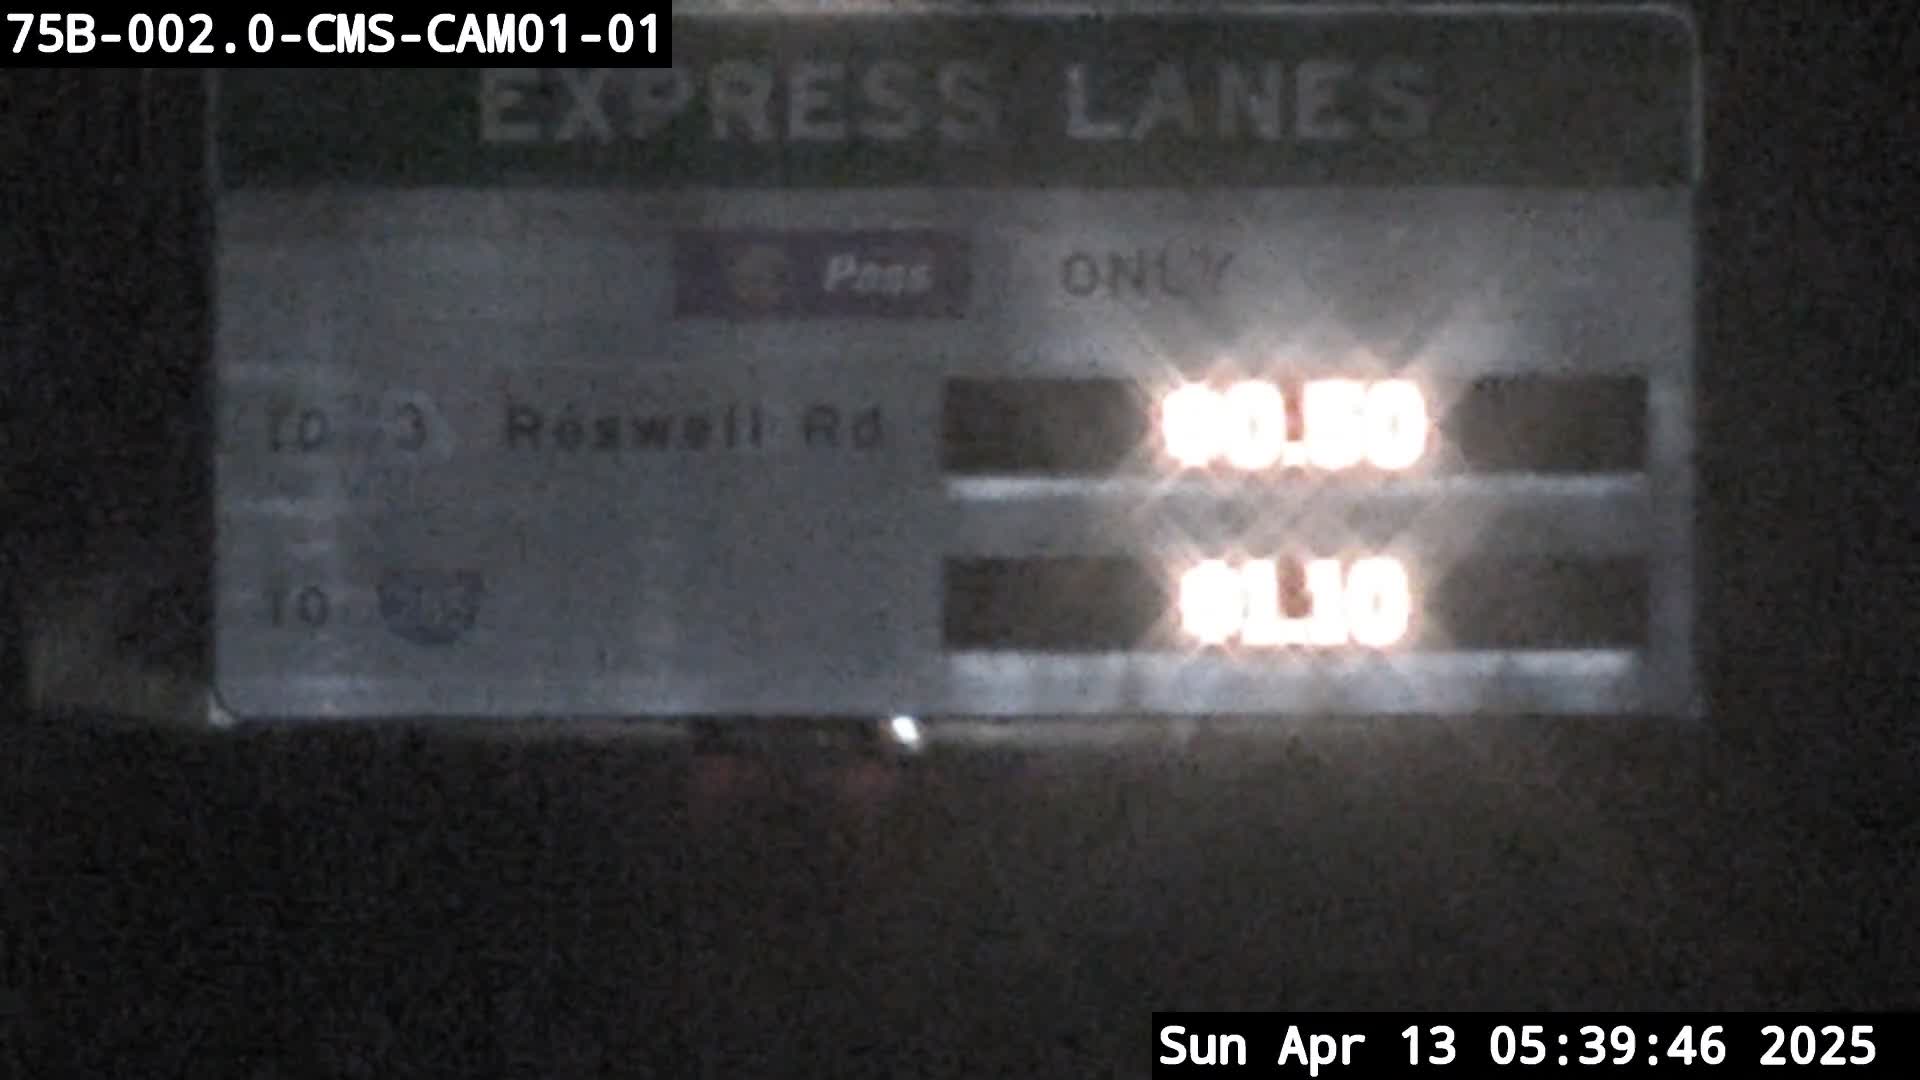 75B-002.0-CMS-CAM01-01
EXPRESS LANES
Pass ONLY
TO 3 Roswell Rd $0.50
TO $1.10
Sun Apr 13 05:39:46 2025